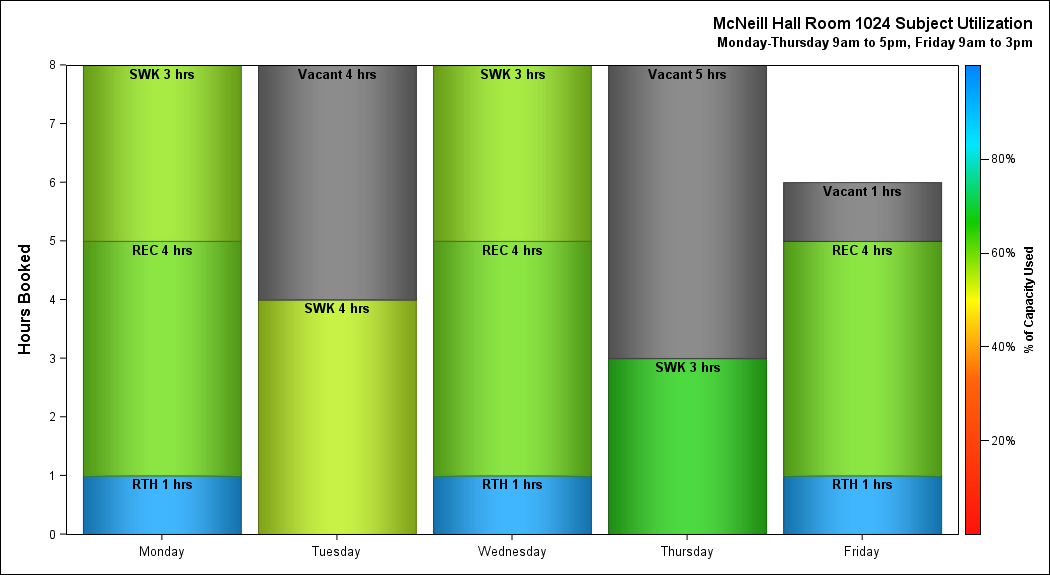 McNeill Hall Room 1024 Subject Utilization
Monday-Thursday 9am to 5pm, Friday 9am to 3pm
Hours Booked
8
7
6
5
4
3
2
1
0
SWK 3 hrs
REC 4 hrs
RTH 1 hrs
Vacant 4 hrs
SWK 4 hrs
SWK 3 hrs
REC 4 hrs
RTH 1 hrs
Vacant 5 hrs
SWK 3 hrs
Vacant 1 hrs
REC 4 hrs
RTH 1 hrs
Monday
Tuesday
Wednesday
Thursday
Friday
80%
60%
40%
20%
% of Capacity Used